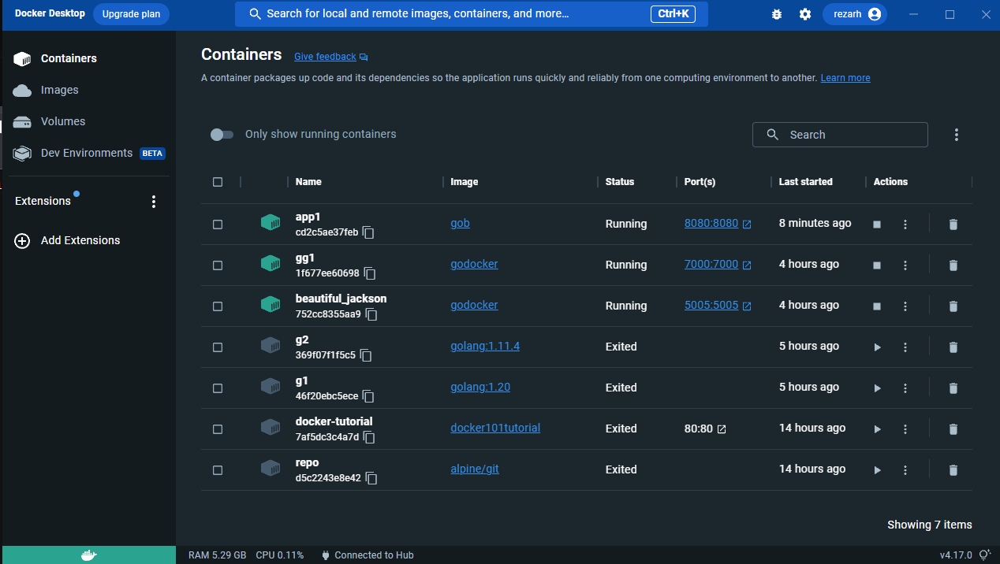 Docker Desktop Upgrade plan Search for local and remote images, containers, and more... Ctrl+K rezarh
Containers
Images
Volumes
Dev Environments BETA
Extensions
Add Extensions
Containers Give feedback
A container packages up code and its dependencies so the application runs quickly and reliably from one computing environment to another. Learn more
Only show running containers Search
Name Image Status Port(s) Last started Actions
app1
cd2c5ae37feb gob Running 8080:8080 8 minutes ago
gg1
1f677ee60698 godocker Running 7000:7000 4 hours ago
beautiful_jackson
752cc8355aa9 godocker Running 5005:5005 4 hours ago
g2
369f07f1f5c5 golang:1.11.4 Exited 5 hours ago
g1
46f20ebc5ece golang:1.20 Exited 5 hours ago
docker-tutorial
7af5dc3c4a7d docker101tutorial Exited 80:80 14 hours ago
repo
d5c2243e8e42 alpine/git Exited 14 hours ago
Showing 7 items
RAM 5.29 GB CPU 0.11% Connected to Hub v4.17.0